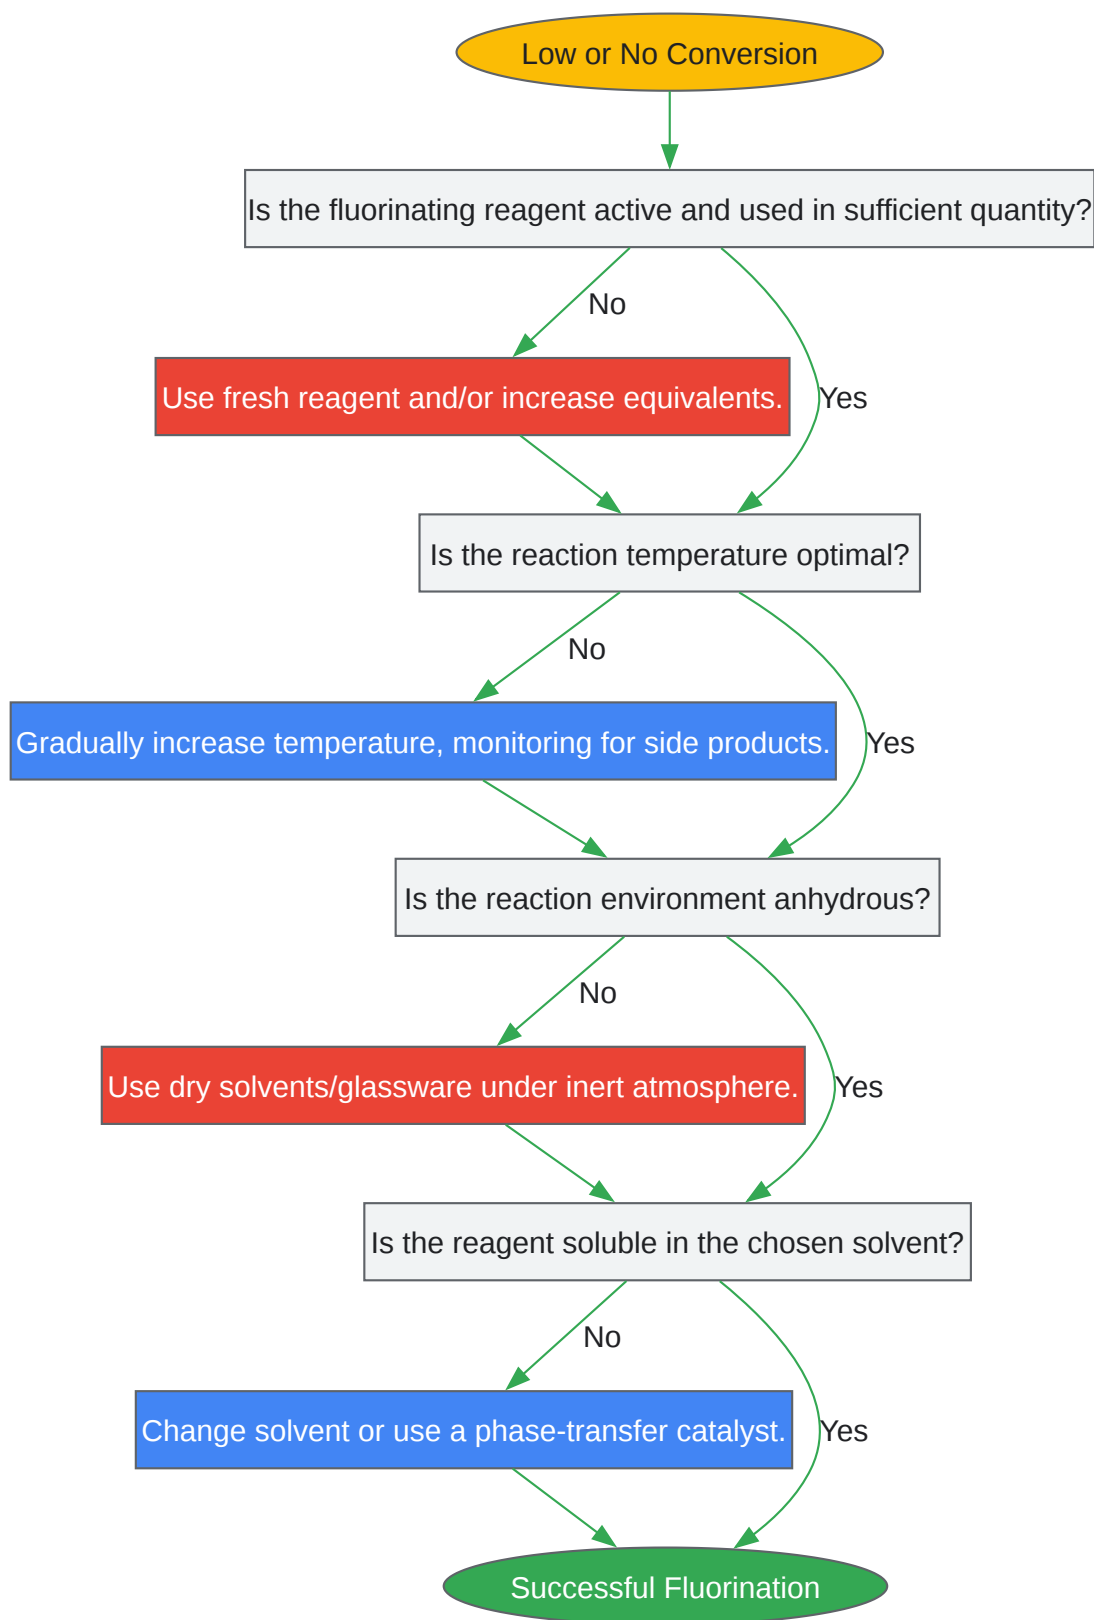 Low or No Conversion
Is the fluorinating reagent active and used in sufficient quantity?
No
Use fresh reagent and/or increase equivalents.
Yes
Is the reaction temperature optimal?
No
Gradually increase temperature, monitoring for side products.
Yes
Is the reaction environment anhydrous?
No
Use dry solvents/glassware under inert atmosphere.
Yes
Is the reagent soluble in the chosen solvent?
No
Change solvent or use a phase-transfer catalyst.
Yes
Successful Fluorination